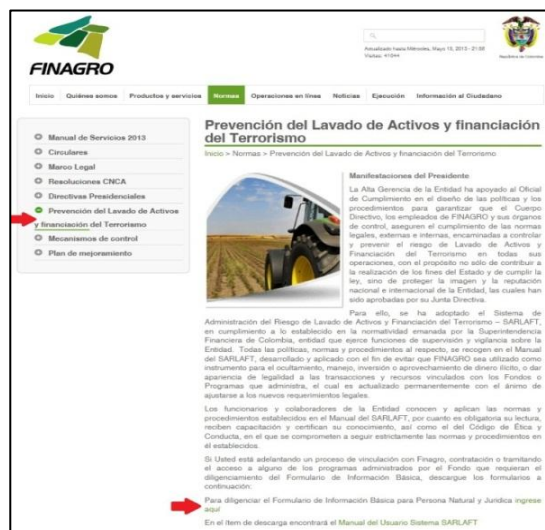 FINAGRO
Actualizado hasta Miércoles, Mayo 15, 2013 - 21:00
Visitas: 41044
República de Colombia
Inicio Quiénes somos Productos y servicios Normas Operaciones en línea Noticias Ejecución Información al Ciudadano
Manual de Servicios 2013
Circulares
Marco Legal
Resoluciones CNCA
Directivas Presidenciales
Prevención del Lavado de Activos
y financiación del Terrorismo
Mecanismos de control
Plan de mejoramiento
Prevención del Lavado de Activos y financiación
del Terrorismo
Inicio > Normas > Prevención del Lavado de Activos y financiación del Terrorismo
Manifestaciones del Presidente
La Alta Gerencia de la Entidad ha apoyado al Oficial
de Cumplimiento en el diseño de las políticas y los
procedimientos para garantizar que el Cuerpo
Directivo, los empleados de FINAGRO y sus órganos
de control, aseguren el cumplimiento de las normas
legales, externas e internas, encaminadas a controlar
y prevenir el riesgo de Lavado de Activos y
Financiación del Terrorismo en todas sus
operaciones, con el propósito no sólo de contribuir a
la realización de los fines del Estado y de cumplir la
ley, sino de proteger la imagen y la reputación
nacional e internacional de la Entidad, las cuales han
sido aprobadas por su Junta Directiva.
Para ello, se ha adoptado el Sistema de
Administración del Riesgo de Lavado de Activos y Financiación del Terrorismo – SARLAFT,
en cumplimiento a lo establecido en la normatividad emanada por la Superintendencia
Financiera de Colombia, entidad que ejerce funciones de supervisión y vigilancia sobre la
Entidad. Todas las políticas, normas y procedimientos al respecto, se recogen en el Manual
del SARLAFT, desarrollado y aplicado con el fin de evitar que FINAGRO sea utilizado como
instrumento para el ocultamiento, manejo, inversión o aprovechamiento de dinero ilícito, o dar
apariencia de legalidad a las transacciones y recursos vinculados con los Fondos o
Programas que administra, el cual es actualizado permanentemente con el ánimo de
ajustarse a los nuevos requerimientos legales.
Los funcionarios y colaboradores de la Entidad conocen y aplican las normas y
procedimientos establecidos en el Manual del SARLAFT, por cuanto es obligatoria su lectura,
reciben capacitación y certifican su conocimiento, así como el del Código de Ética y
Conducta, en el que se comprometen a seguir estrictamente las normas y procedimientos en
él establecidos.
Si Usted está adelantando un proceso de vinculación con Finagro, contratación o tramitando
el acceso a alguno de los programas administrados por el Fondo que requieran el
diligenciamiento del Formulario de Información Básica, descargue los formularios a
continuación:
Para diligenciar el Formulario de Información Básica para Persona Natural y Jurídica ingrese
aquí
En el ítem de descarga encontrará el Manual del Usuario Sistema SARLAFT